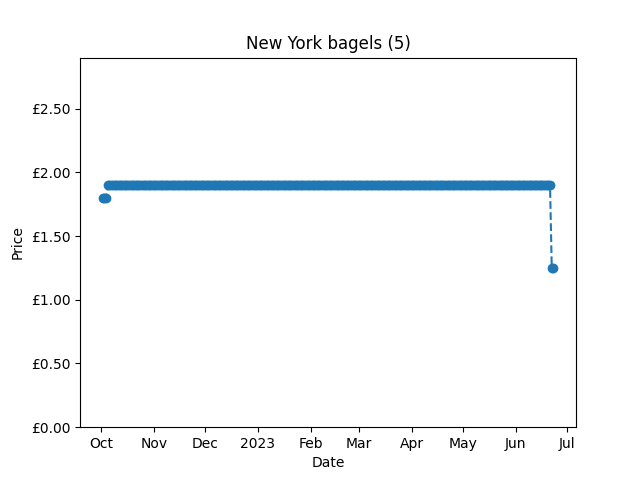 New York bagels (5)
£2.50
£2.00
£1.50
£1.00
£0.50
£0.00
Price
Oct Nov Dec 2023 Feb Mar Apr May Jun Jul
Date